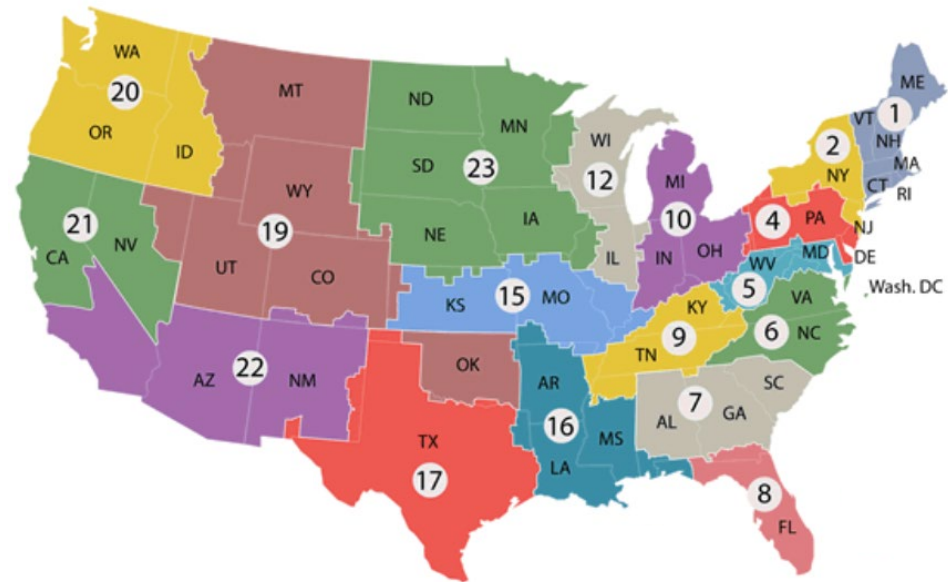 WA
20
OR
ID
MT
WY
19
UT
CO
ND
MN
SD
23
NE
IA
WI
12
IL
MI
10
IN
OH
ME
1
VT
NH
MA
CT
RI
2
NY
4
PA
NJ
DE
MD
WV
5
Wash. DC
VA
6
NC
KY
9
TN
KS
15
MO
21
CA
NV
22
AZ
NM
OK
TX
17
AR
16
LA
MS
SC
7
AL
GA
8
FL